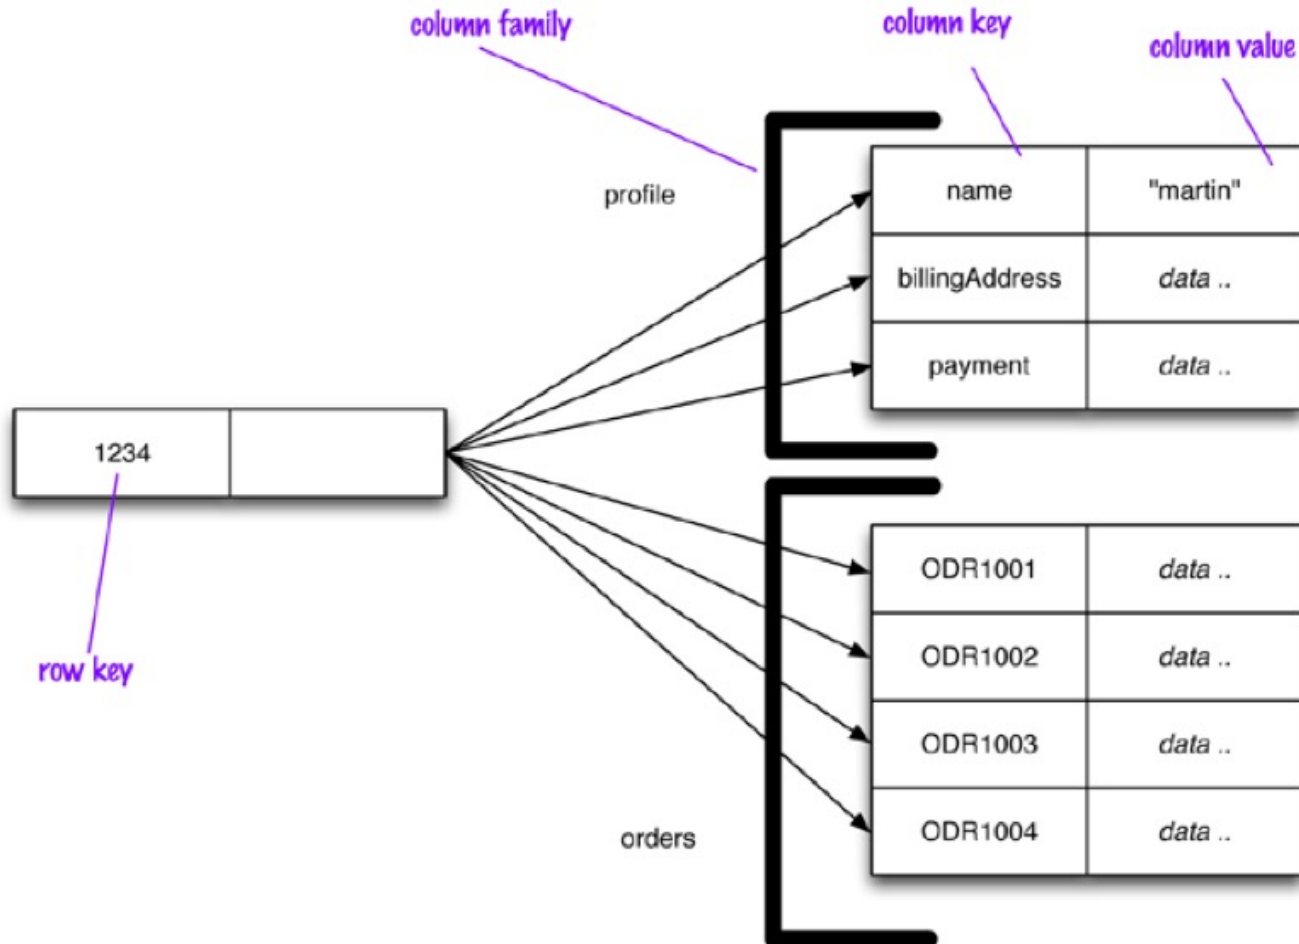 column family
column key
column value
profile
name
"martin"
billingAddress
data ..
payment
data ..
1234
row key
ODR1001
data ..
ODR1002
data ..
ODR1003
data ..
orders
ODR1004
data ..